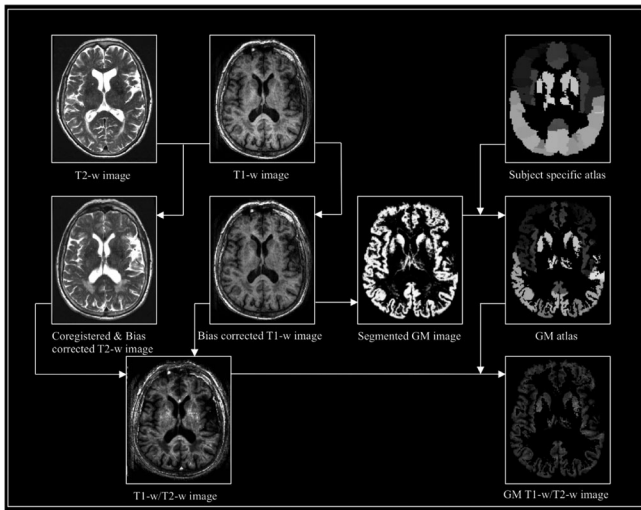 T2-w image
T1-w image
Subject specific atlas
Coregistered & Bias
corrected T2-w image
Bias corrected T1-w image
Segmented GM image
GM atlas
T1-w/T2-w image
GM T1-w/T2-w image